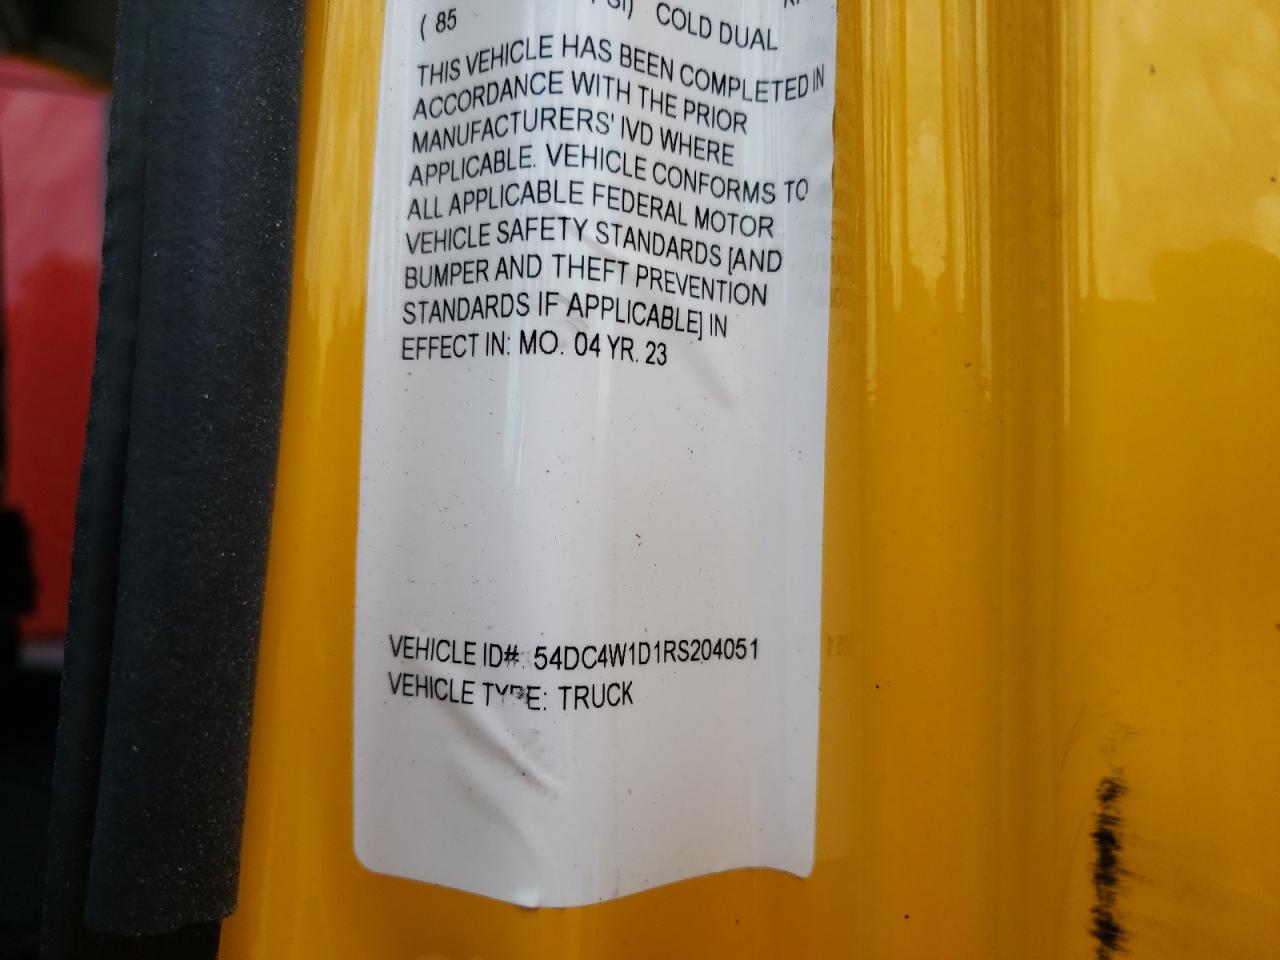 ( 85 COLD DUAL
THIS VEHICLE HAS BEEN COMPLETED IN
ACCORDANCE WITH THE PRIOR
MANUFACTURERS' IVD WHERE
APPLICABLE. VEHICLE CONFORMS TO
ALL APPLICABLE FEDERAL MOTOR
VEHICLE SAFETY STANDARDS [AND
BUMPER AND THEFT PREVENTION
STANDARDS IF APPLICABLE] IN
EFFECT IN: MO. 04 YR. 23
VEHICLE ID#: 54DC4W1D1RS204051
VEHICLE TYPE: TRUCK